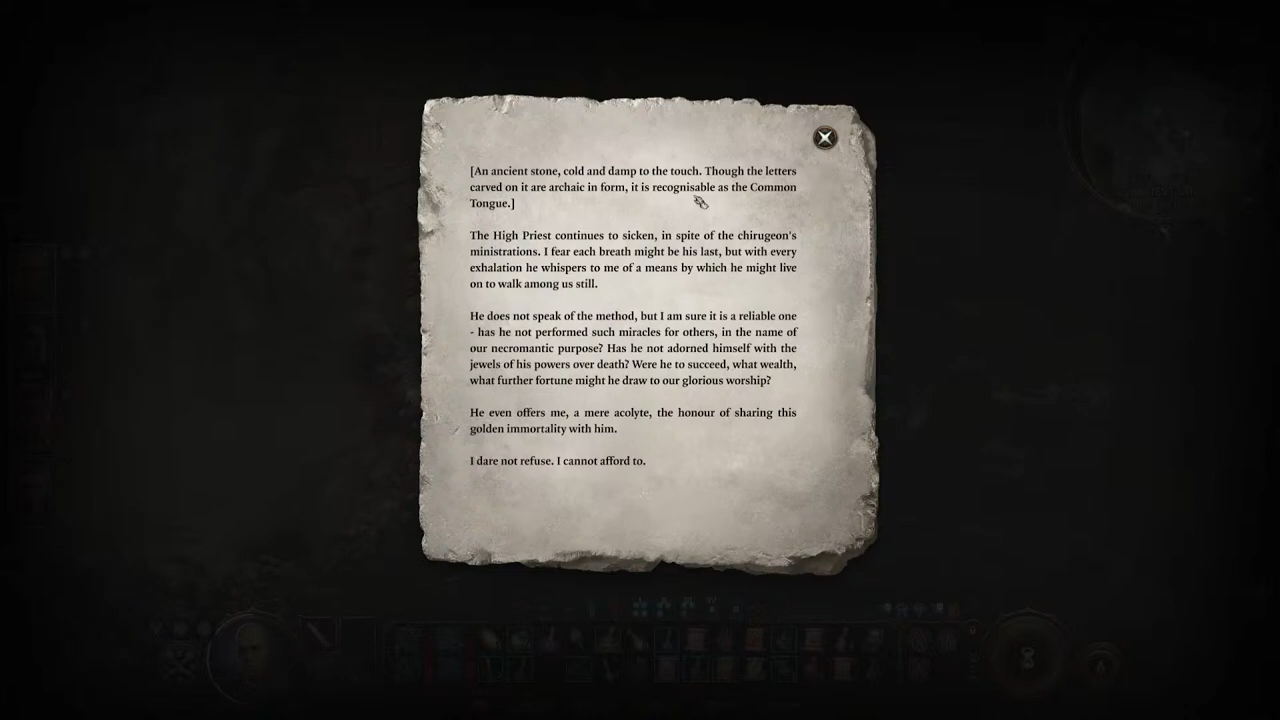 [An ancient stone, cold and damp to the touch. Though the letters
carved on it are archaic in form, it is recognisable as the Common
Tongue.]
The High Priest continues to sicken, in spite of the chirugeon's
ministrations. I fear each breath might be his last, but with every
exhalation he whispers to me of a means by which he might live
on to walk among us still.
He does not speak of the method, but I am sure it is a reliable one
- has he not performed such miracles for others, in the name of
our necromantic purpose? Has he not adorned himself with the
jewels of his powers over death? Were he to succeed, what wealth,
what further fortune might he draw to our glorious worship?
He even offers me, a mere acolyte, the honour of sharing this
golden immortality with him.
I dare not refuse. I cannot afford to.